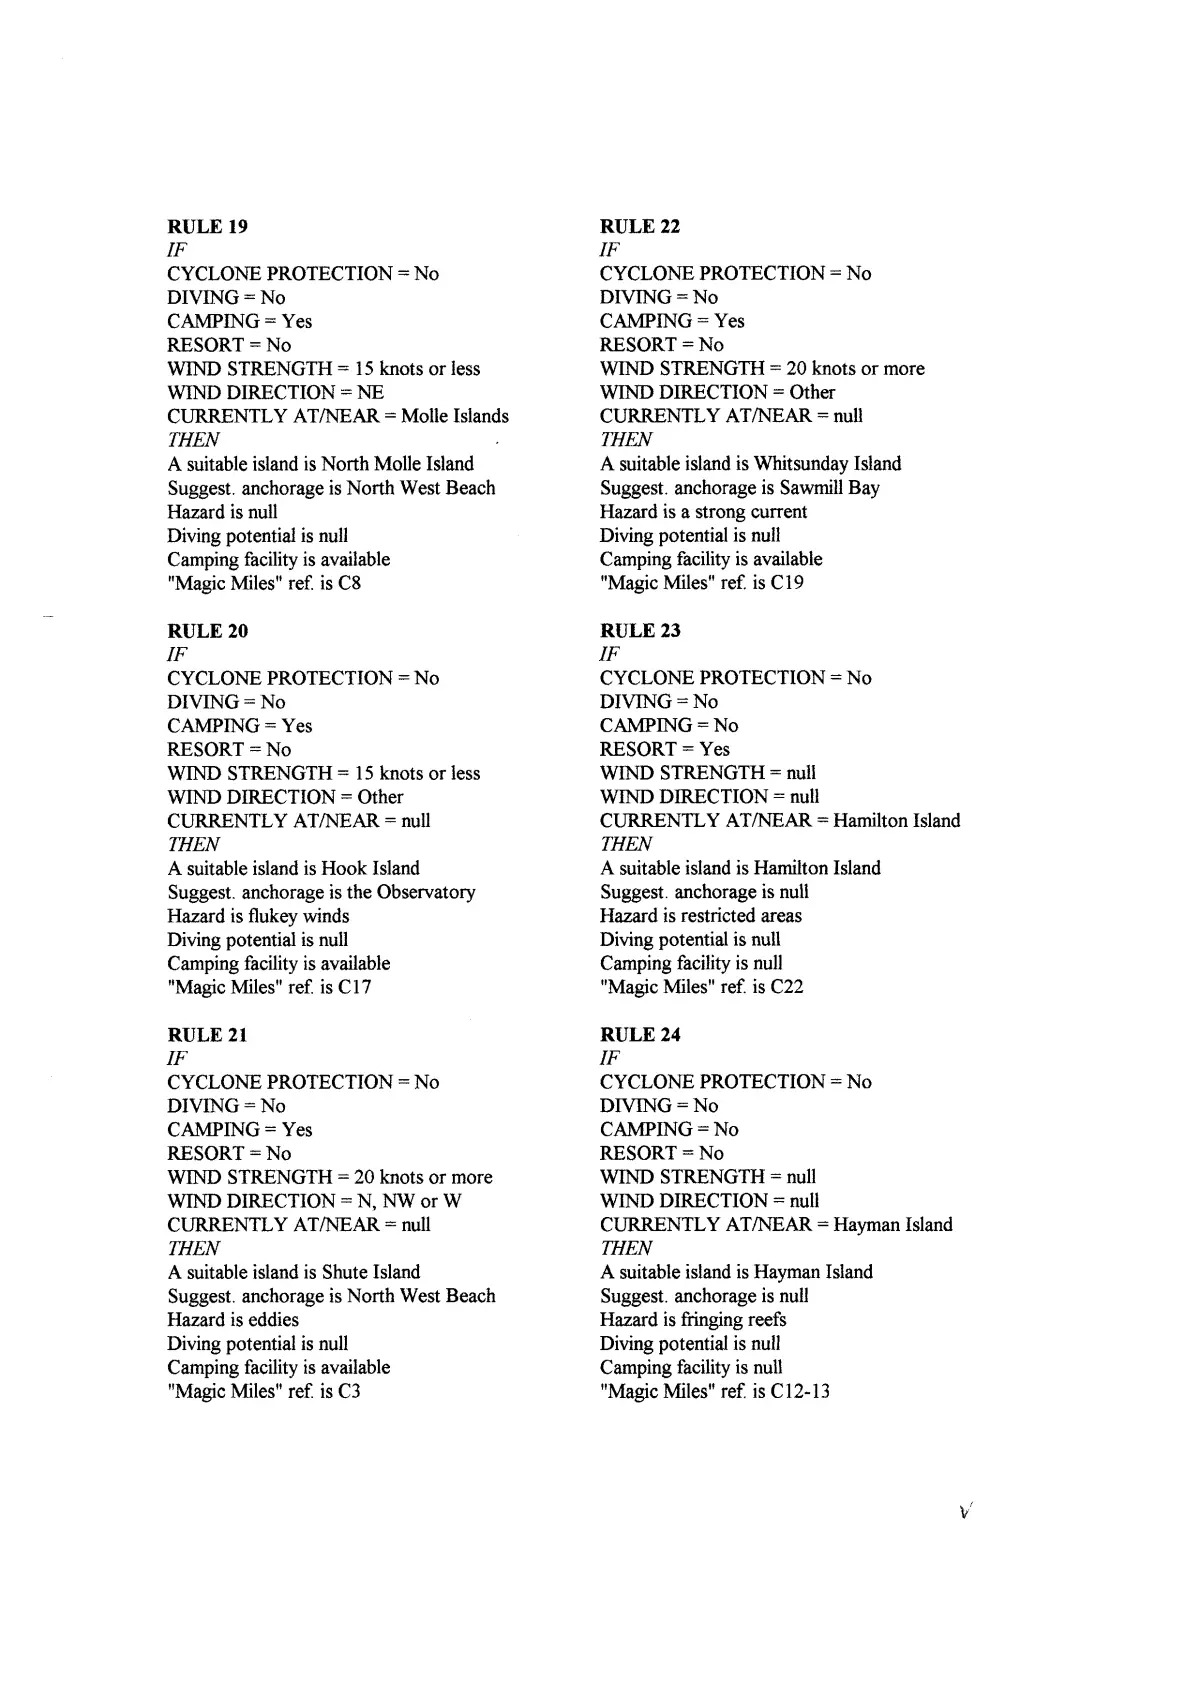 RULE 19
IF
CYCLONE PROTECTION = No
DIVING = No
CAMPING = Yes
RESORT = No
WIND STRENGTH = 15 knots or less
WIND DIRECTION = NE
CURRENTLY AT/NEAR = Molle Islands
THEN
A suitable island is North Molle Island
Suggest. anchorage is North West Beach
Hazard is null
Diving potential is null
Camping facility is available
"Magic Miles" ref. is C8
RULE 20
IF
CYCLONE PROTECTION = No
DIVING = No
CAMPING = Yes
RESORT = No
WIND STRENGTH = 15 knots or less
WIND DIRECTION = Other
CURRENTLY AT/NEAR = null
THEN
A suitable island is Hook Island
Suggest. anchorage is the Observatory
Hazard is flukey winds
Diving potential is null
Camping facility is available
"Magic Miles" ref. is C17
RULE 21
IF
CYCLONE PROTECTION = No
DIVING = No
CAMPING = Yes
RESORT = No
WIND STRENGTH = 20 knots or more
WIND DIRECTION = N, NW or W
CURRENTLY AT/NEAR = null
THEN
A suitable island is Shute Island
Suggest. anchorage is North West Beach
Hazard is eddies
Diving potential is null
Camping facility is available
"Magic Miles" ref. is C3
RULE 22
IF
CYCLONE PROTECTION = No
DIVING = No
CAMPING = Yes
RESORT = No
WIND STRENGTH = 20 knots or more
WIND DIRECTION = Other
CURRENTLY AT/NEAR = null
THEN
A suitable island is Whitsunday Island
Suggest. anchorage is Sawmill Bay
Hazard is a strong current
Diving potential is null
Camping facility is available
"Magic Miles" ref. is C19
RULE 23
IF
CYCLONE PROTECTION = No
DIVING = No
CAMPING = No
RESORT = Yes
WIND STRENGTH = null
WIND DIRECTION = null
CURRENTLY AT/NEAR = Hamilton Island
THEN
A suitable island is Hamilton Island
Suggest. anchorage is null
Hazard is restricted areas
Diving potential is null
Camping facility is null
"Magic Miles" ref. is C22
RULE 24
IF
CYCLONE PROTECTION = No
DIVING = No
CAMPING = No
RESORT = No
WIND STRENGTH = null
WIND DIRECTION = null
CURRENTLY AT/NEAR = Hayman Island
THEN
A suitable island is Hayman Island
Suggest. anchorage is null
Hazard is fringing reefs
Diving potential is null
Camping facility is null
"Magic Miles" ref. is C12-13